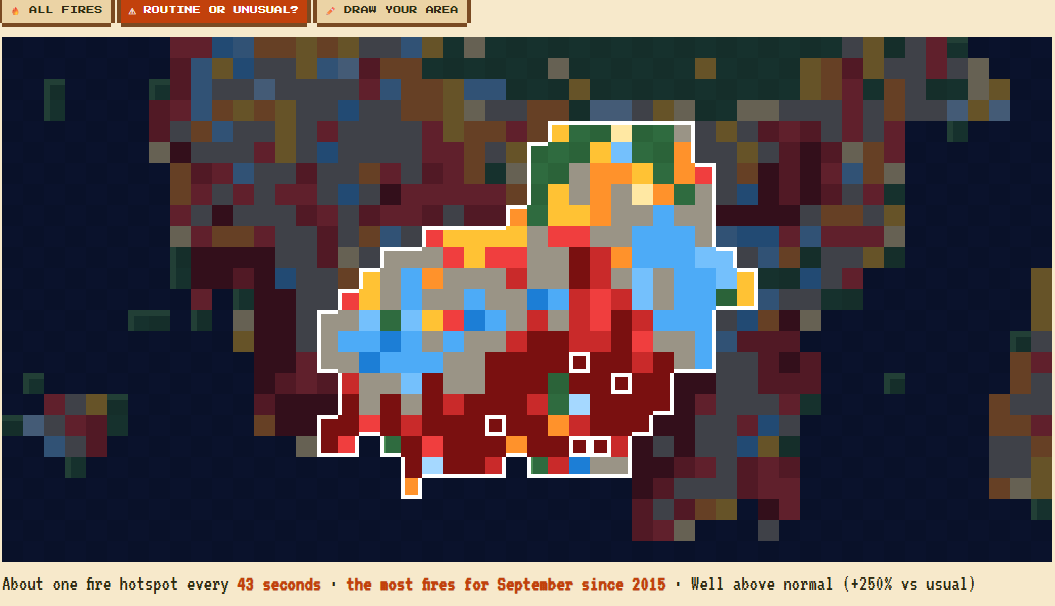 🔥 ALL FIRES
⚠ ROUTINE OR UNUSUAL?
✏ DRAW YOUR AREA
About one fire hotspot every 43 seconds · the most fires for September since 2015 · Well above normal (+250% vs usual)